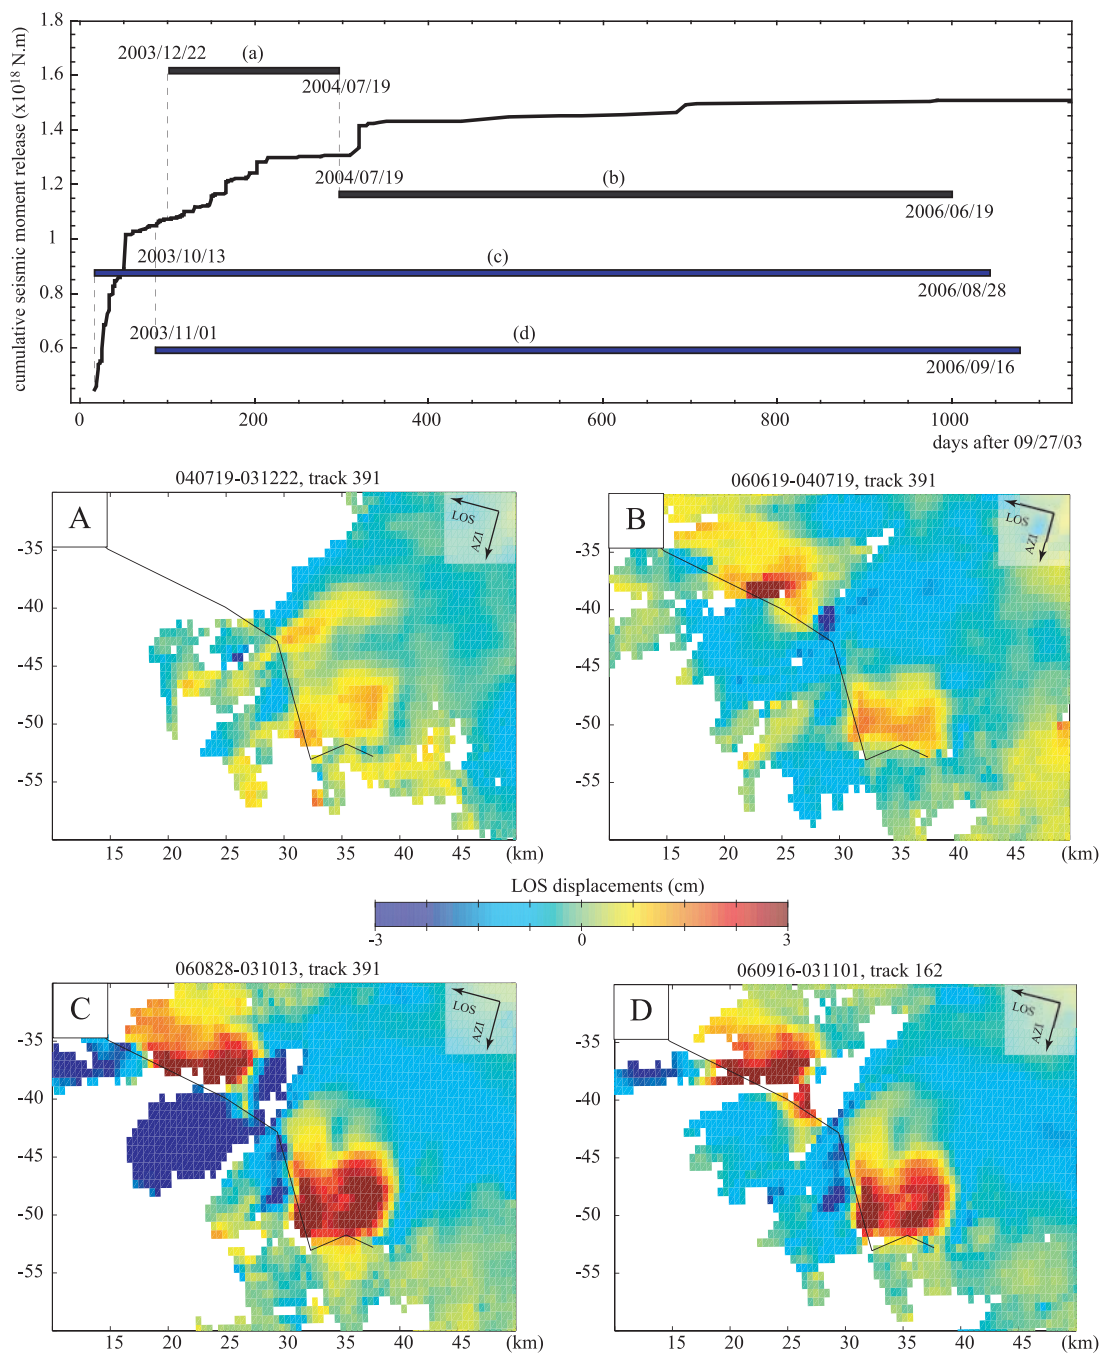 cumulative seismic moment release (x10¹⁸ N.m)
1.8
1.6
1.4
1.2
1
0.8
0.6
2003/12/22
(a)
2004/07/19
2004/07/19
(b)
2006/06/19
2003/10/13
(c)
2006/08/28
2003/11/01
(d)
2006/09/16
0
200
400
600
800
1000
days after 09/27/03
040719-031222, track 391
A
LOS
AZI
-35
-40
-45
-50
-55
15
20
25
30
35
40
45
(km)
060619-040719, track 391
B
LOS
AZI
-35
-40
-45
-50
-55
15
20
25
30
35
40
45
(km)
LOS displacements (cm)
-3
0
3
060828-031013, track 391
C
LOS
AZI
-35
-40
-45
-50
-55
15
20
25
30
35
40
45
(km)
060916-031101, track 162
D
LOS
AZI
-35
-40
-45
-50
-55
15
20
25
30
35
40
45
(km)